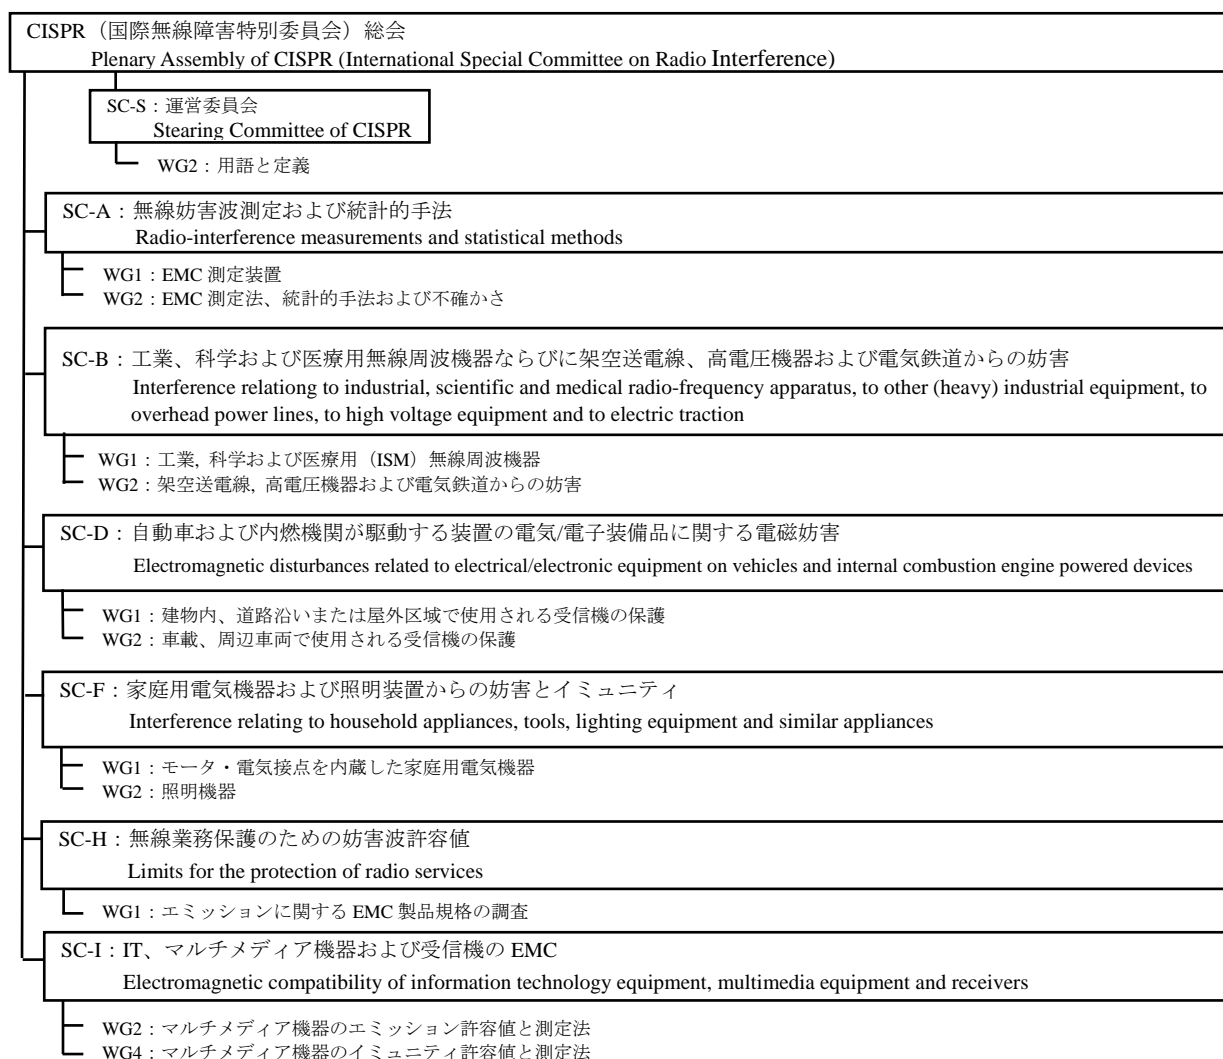 CISPR（国際無線障害特別委員会）総会
Plenary Assembly of CISPR (International Special Committee on Radio Interference)
SC-S：運営委員会
Stearing Committee of CISPR
WG2：用語と定義
SC-A：無線妨害波測定および統計的手法
Radio-interference measurements and statistical methods
WG1：EMC 測定装置
WG2：EMC 測定法、統計的手法および不確かさ
SC-B：工業、科学および医療用無線周波機器ならびに架空送電線、高電圧機器および電気鉄道からの妨害
Interference relationg to industrial, scientific and medical radio-frequency apparatus, to other (heavy) industrial equipment, to
overhead power lines, to high voltage equipment and to electric traction
WG1：工業, 科学および医療用（ISM）無線周波機器
WG2：架空送電線, 高電圧機器および電気鉄道からの妨害
SC-D：自動車および内燃機関が駆動する装置の電気/電子装備品に関する電磁妨害
Electromagnetic disturbances related to electrical/electronic equipment on vehicles and internal combustion engine powered devices
WG1：建物内、道路沿いまたは屋外区域で使用される受信機の保護
WG2：車載、周辺車両で使用される受信機の保護
SC-F：家庭用電気機器および照明装置からの妨害とイミュニティ
Interference relating to household appliances, tools, lighting equipment and similar appliances
WG1：モータ・電気接点を内蔵した家庭用電気機器
WG2：照明機器
SC-H：無線業務保護のための妨害波許容値
Limits for the protection of radio services
WG1：エミッションに関する EMC 製品規格の調査
SC-I：IT、マルチメディア機器および受信機の EMC
Electromagnetic compatibility of information technology equipment, multimedia equipment and receivers
WG2：マルチメディア機器のエミッション許容値と測定法
WG4：マルチメディア機器のイミュニティ許容値と測定法